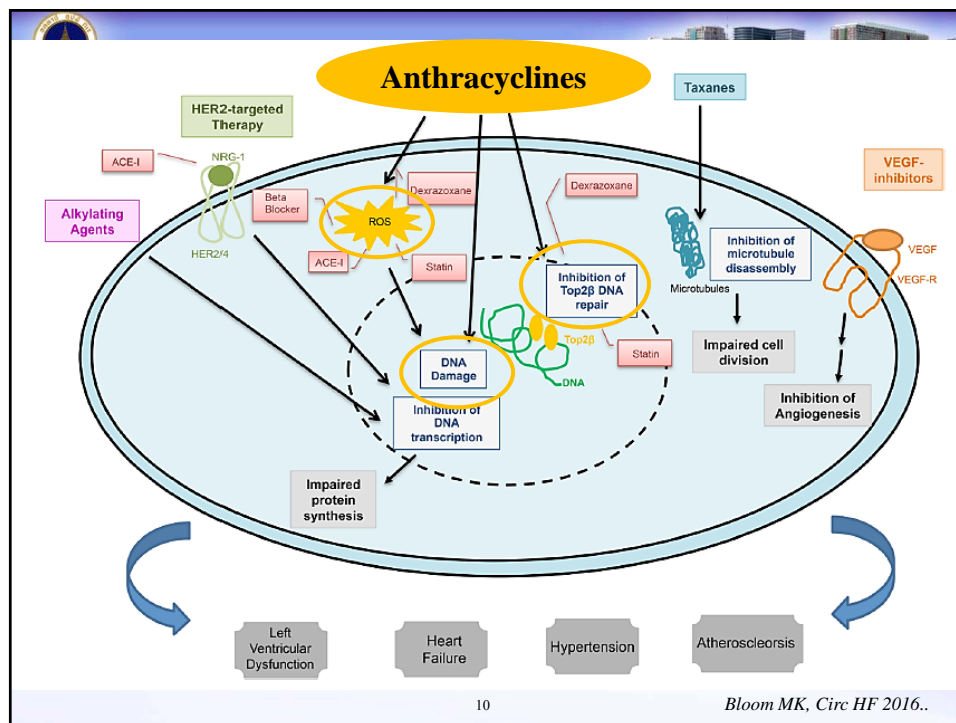 Anthracyclines
Taxanes
HER2-targeted
Therapy
ACE-I
NRG-1
VEGF-
inhibitors
Alkylating
Agents
Beta
Blocker
Dexrazoxane
Dexrazoxane
ROS
HER2/4
ACE-I
Statin
Inhibition of
Top2β DNA
repair
Microtubules
Inhibition of
microtubule
disassembly
VEGF
VEGF-R
Top2β
Statin
DNA
DNA
Damage
Impaired cell
division
Inhibition of
DNA
transcription
Inhibition of
Angiogenesis
Impaired
protein
synthesis
Left
Ventricular
Dysfunction
Heart
Failure
Hypertension
Atheroscleorsis
10
Bloom MK, Circ HF 2016..